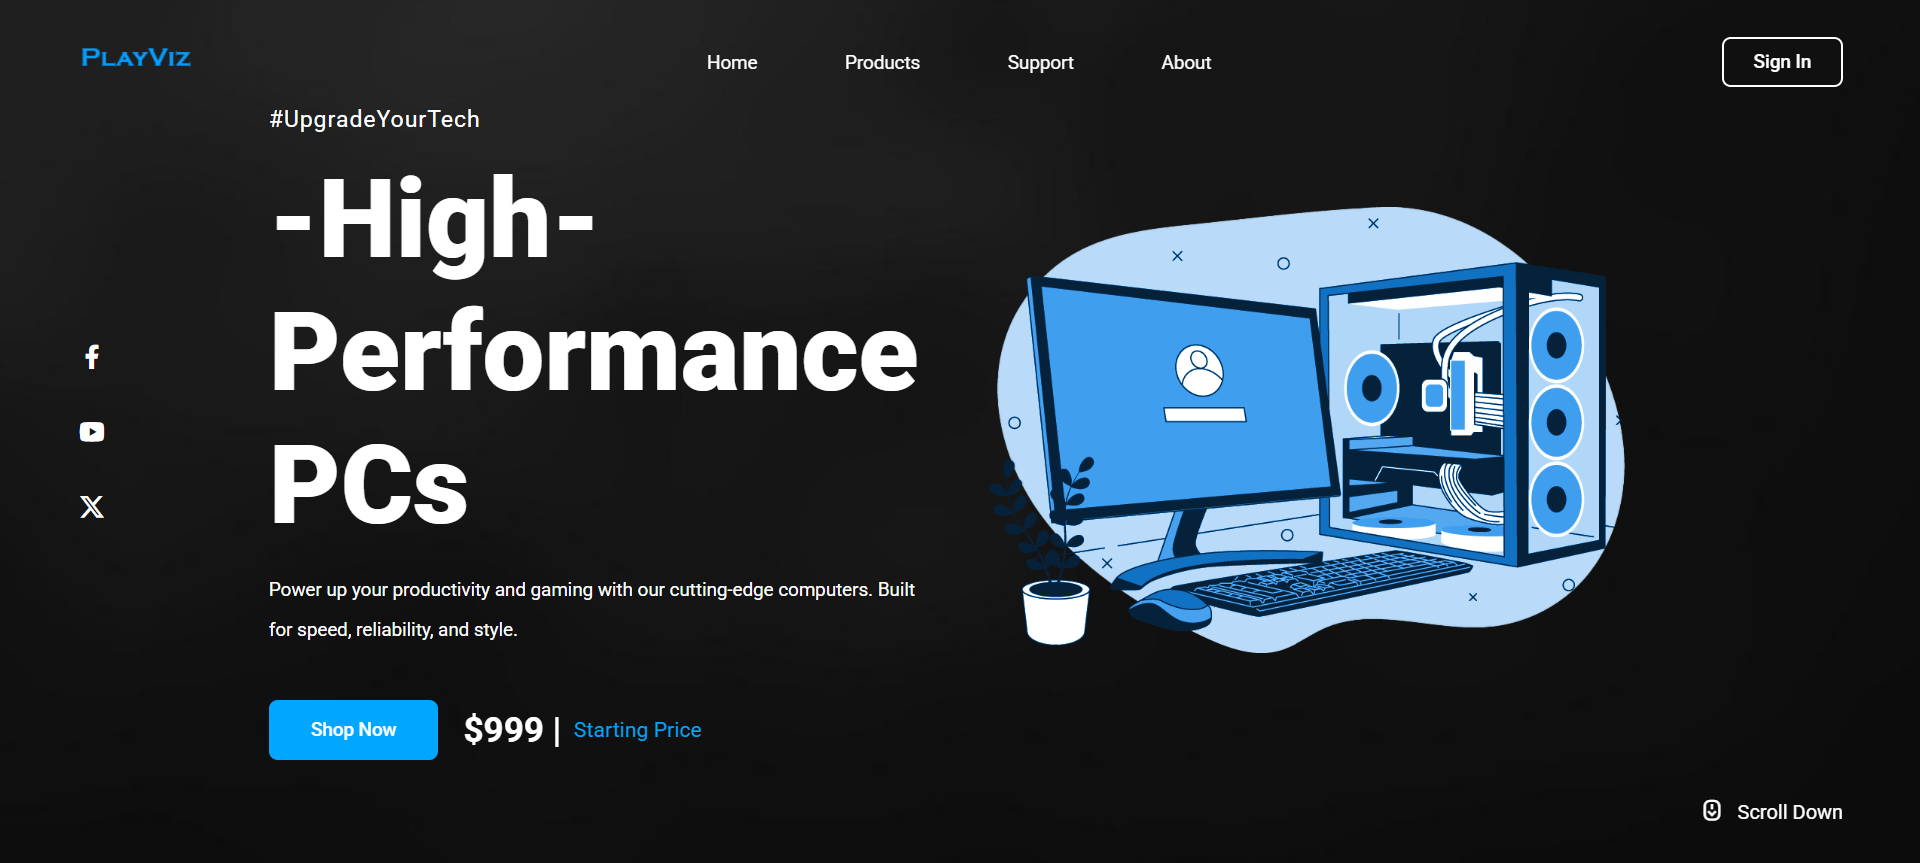 PLAYVIZ
Home
Products
Support
About
Sign In
#UpgradeYourTech
-High-
Performance
PCs
Power up your productivity and gaming with our cutting-edge computers. Built
for speed, reliability, and style.
Shop Now
$999 | Starting Price
Scroll Down